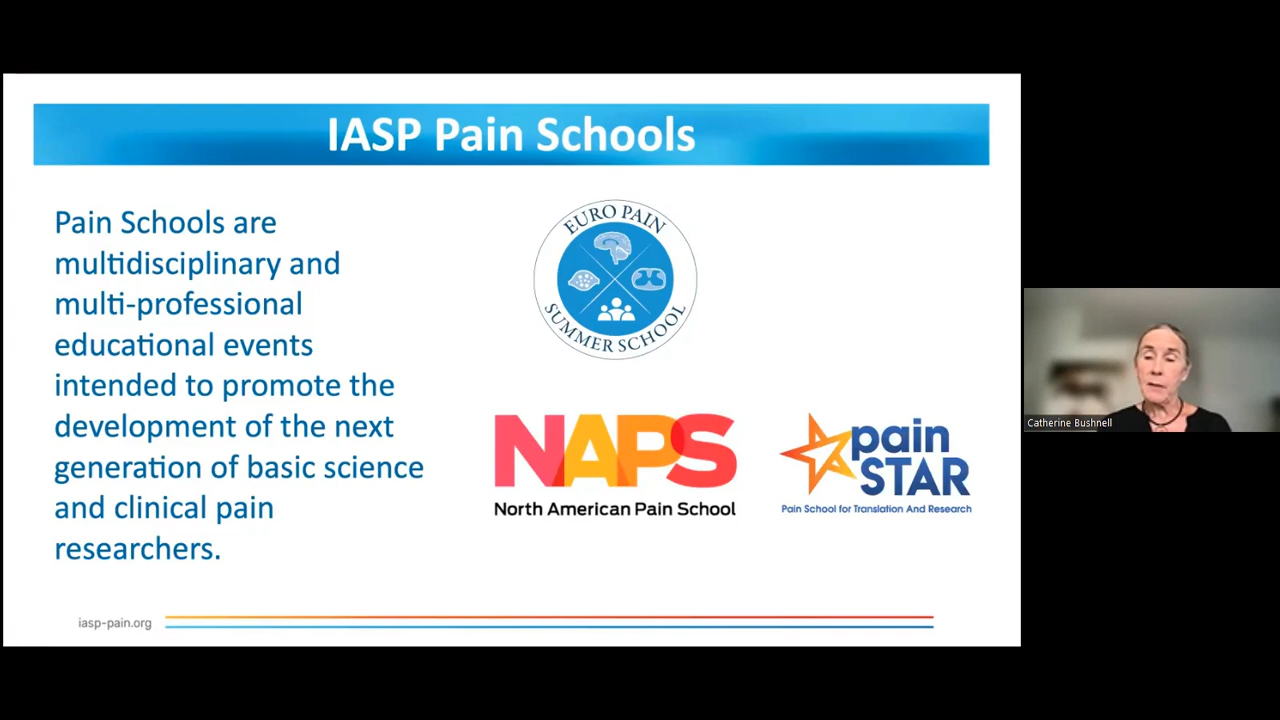 IASP Pain Schools
Pain Schools are
multidisciplinary and
multi-professional
educational events
intended to promote the
development of the next
generation of basic science
and clinical pain
researchers.
EURO PAIN
SUMMER SCHOOL
NAPS
North American Pain School
pain
STAR
Pain School for Translation And Research
iasp-pain.org
Catherine Bushnell